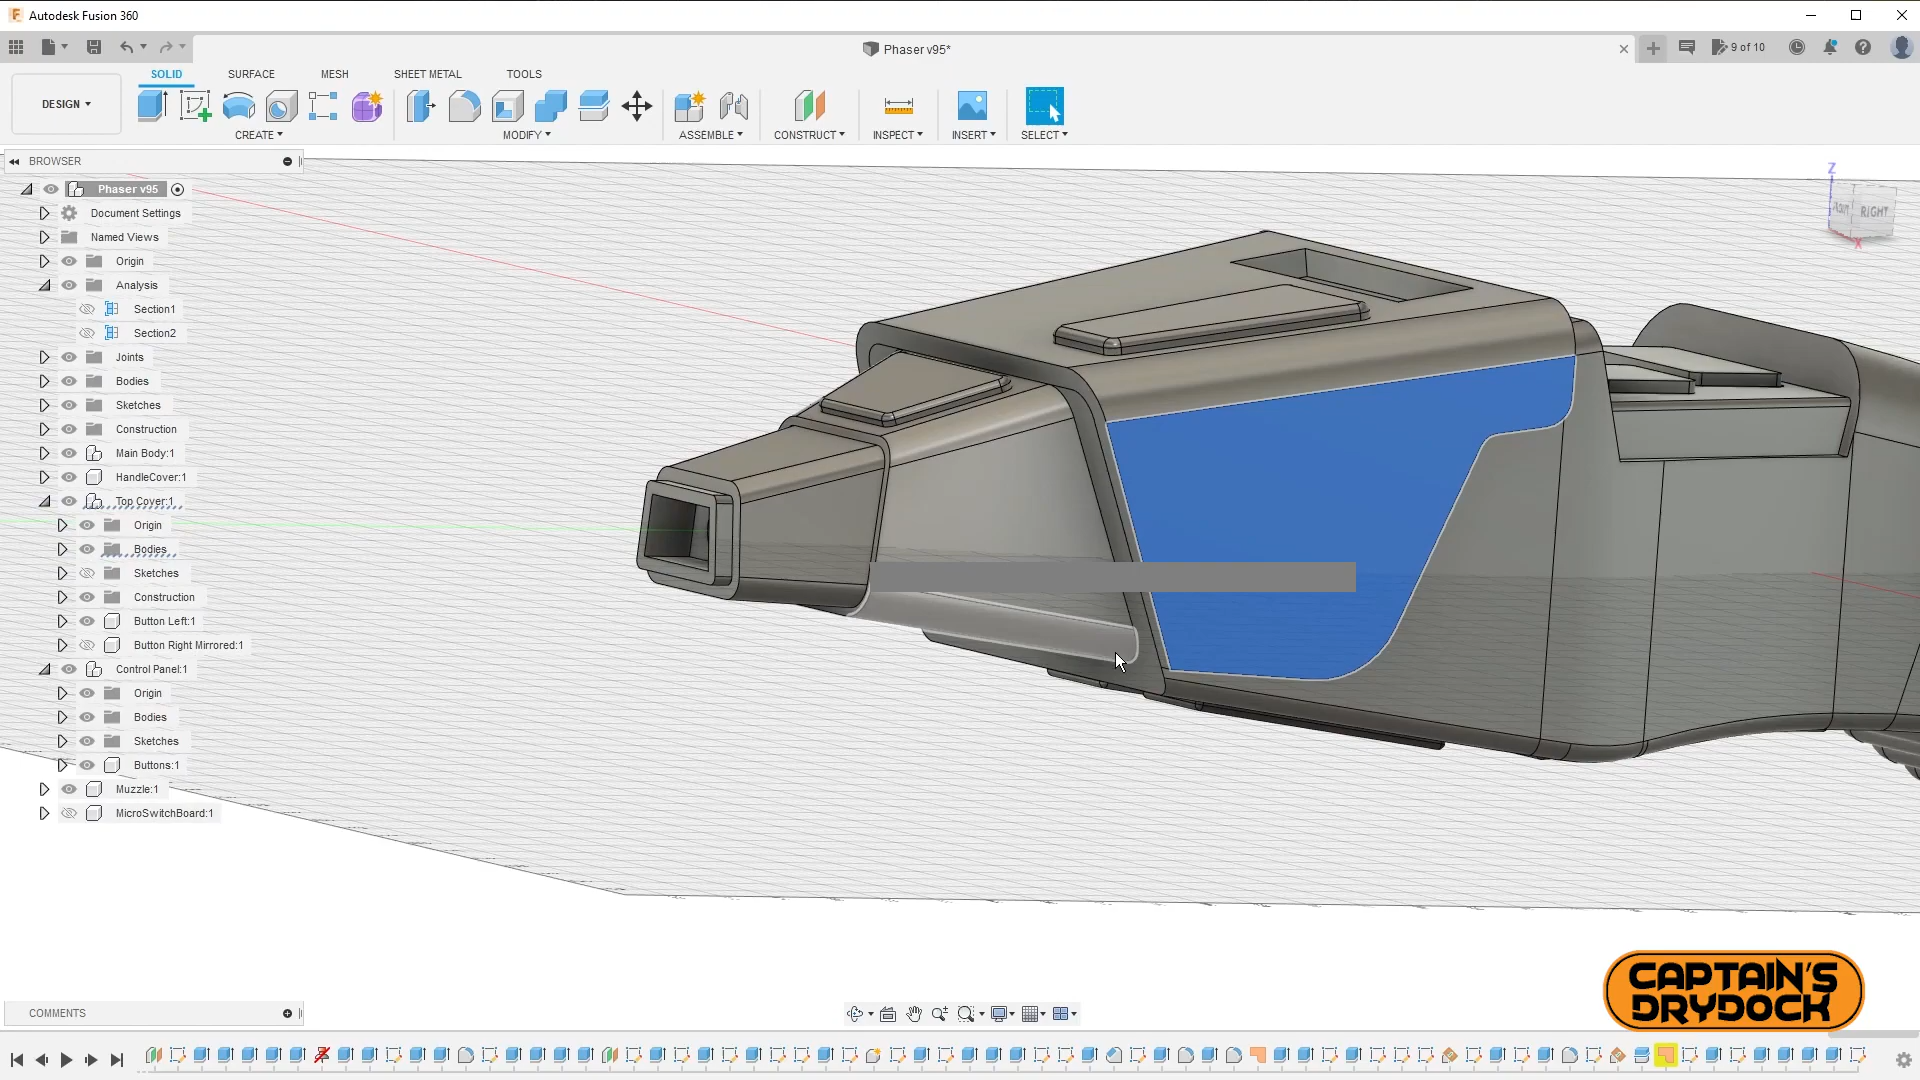 Autodesk Fusion 360
Phaser v95*
9 of 10
DESIGN
SOLID
SURFACE
MESH
SHEET METAL
TOOLS
CREATE
MODIFY
ASSEMBLE
CONSTRUCT
INSPECT
INSERT
SELECT
BROWSER
Phaser v95
Document Settings
Named Views
Origin
Analysis
Section1
Section2
Joints
Bodies
Sketches
Construction
Main Body:1
HandleCover:1
Top Cover:1
Origin
Bodies
Sketches
Construction
Button Left:1
Button Right Mirrored:1
Control Panel:1
Origin
Bodies
Sketches
Buttons:1
Muzzle:1
MicroSwitchBoard:1
Z
RIGHT
X
COMMENTS
CAPTAIN'S
DRYDOCK